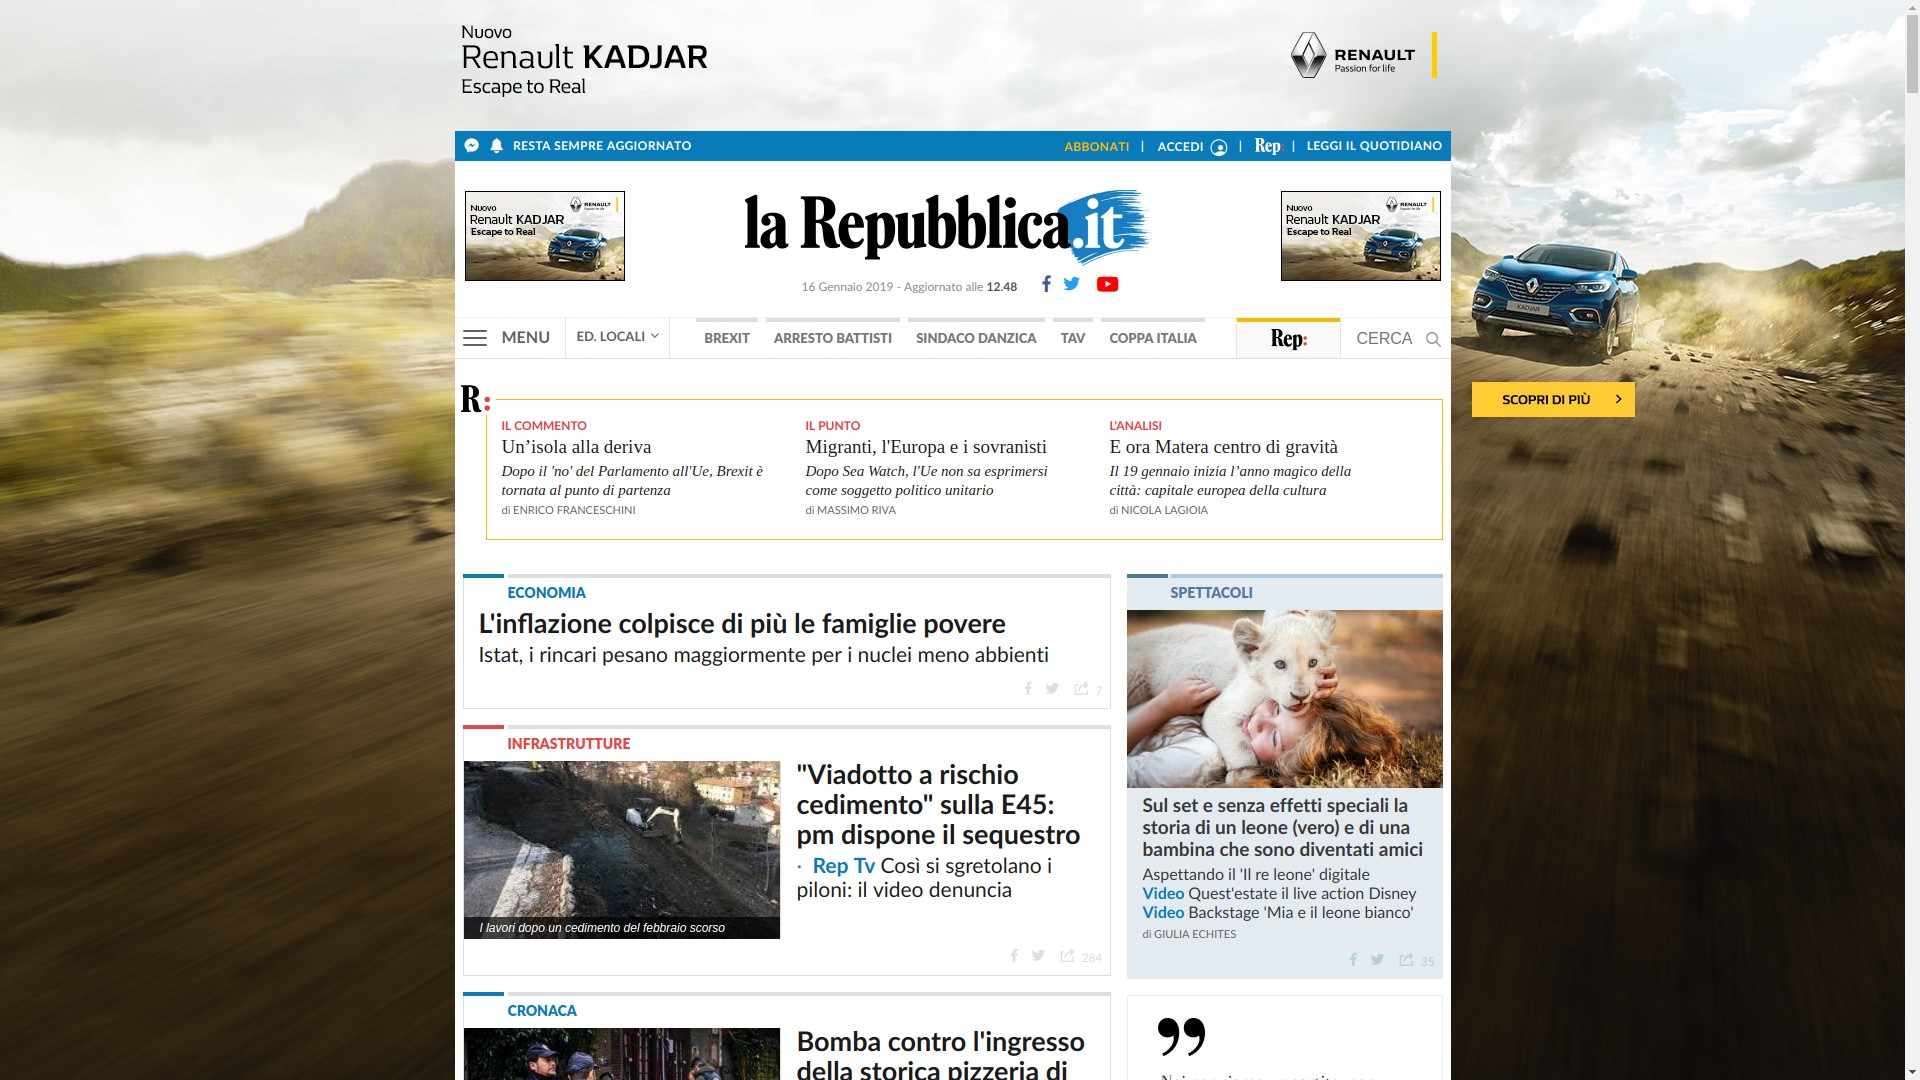 Nuovo
Renault KADJAR
Escape to Real
RENAULT
Passion for life
RESTA SEMPRE AGGIORNATO
ABBONATI | ACCEDI | Rep: | LEGGI IL QUOTIDIANO
Nuovo
Renault KADJAR
Escape to Real
RENAULT
la Repubblica.it
16 Gennaio 2019 - Aggiornato alle 12.48
Nuovo
Renault KADJAR
Escape to Real
RENAULT
KADJAR
MENU
ED. LOCALI
BREXIT
ARRESTO BATTISTI
SINDACO DANZICA
TAV
COPPA ITALIA
Rep:
CERCA
SCOPRI DI PIÙ
R:
IL COMMENTO
Un’isola alla deriva
Dopo il 'no' del Parlamento all'Ue, Brexit è
tornata al punto di partenza
di ENRICO FRANCESCHINI
IL PUNTO
Migranti, l'Europa e i sovranisti
Dopo Sea Watch, l'Ue non sa esprimersi
come soggetto politico unitario
di MASSIMO RIVA
L'ANALISI
E ora Matera centro di gravità
Il 19 gennaio inizia l’anno magico della
città: capitale europea della cultura
di NICOLA LAGIOIA
ECONOMIA
L'inflazione colpisce di più le famiglie povere
Istat, i rincari pesano maggiormente per i nuclei meno abbienti
7
INFRASTRUTTURE
"Viadotto a rischio
cedimento" sulla E45:
pm dispone il sequestro
· Rep Tv Così si sgretolano i
piloni: il video denuncia
I lavori dopo un cedimento del febbraio scorso
284
CRONACA
Bomba contro l'ingresso
della storica pizzeria di
SPETTACOLI
Sul set e senza effetti speciali la
storia di un leone (vero) e di una
bambina che sono diventati amici
Aspettando il 'Il re leone' digitale
Video Quest'estate il live action Disney
Video Backstage 'Mia e il leone bianco'
di GIULIA ECHITES
35